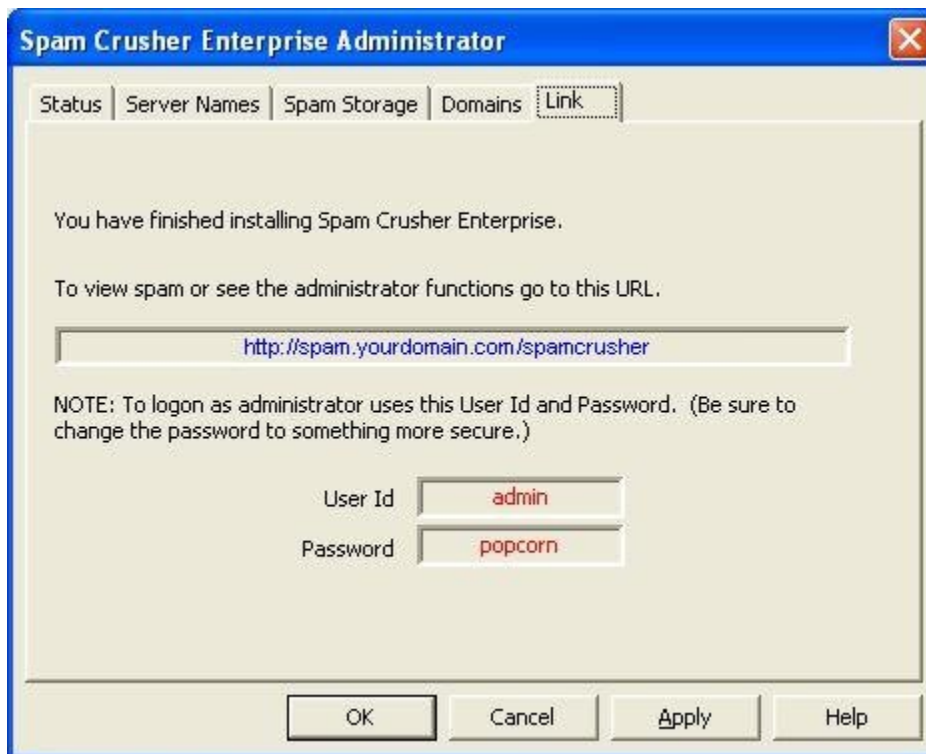 Spam Crusher Enterprise Administrator
Status Server Names Spam Storage Domains Link
You have finished installing Spam Crusher Enterprise.
To view spam or see the administrator functions go to this URL.
http://spam.yourdomain.com/spamcrusher
NOTE: To logon as administrator uses this User Id and Password. (Be sure to
change the password to something more secure.)
User Id admin
Password popcorn
OK Cancel Apply Help